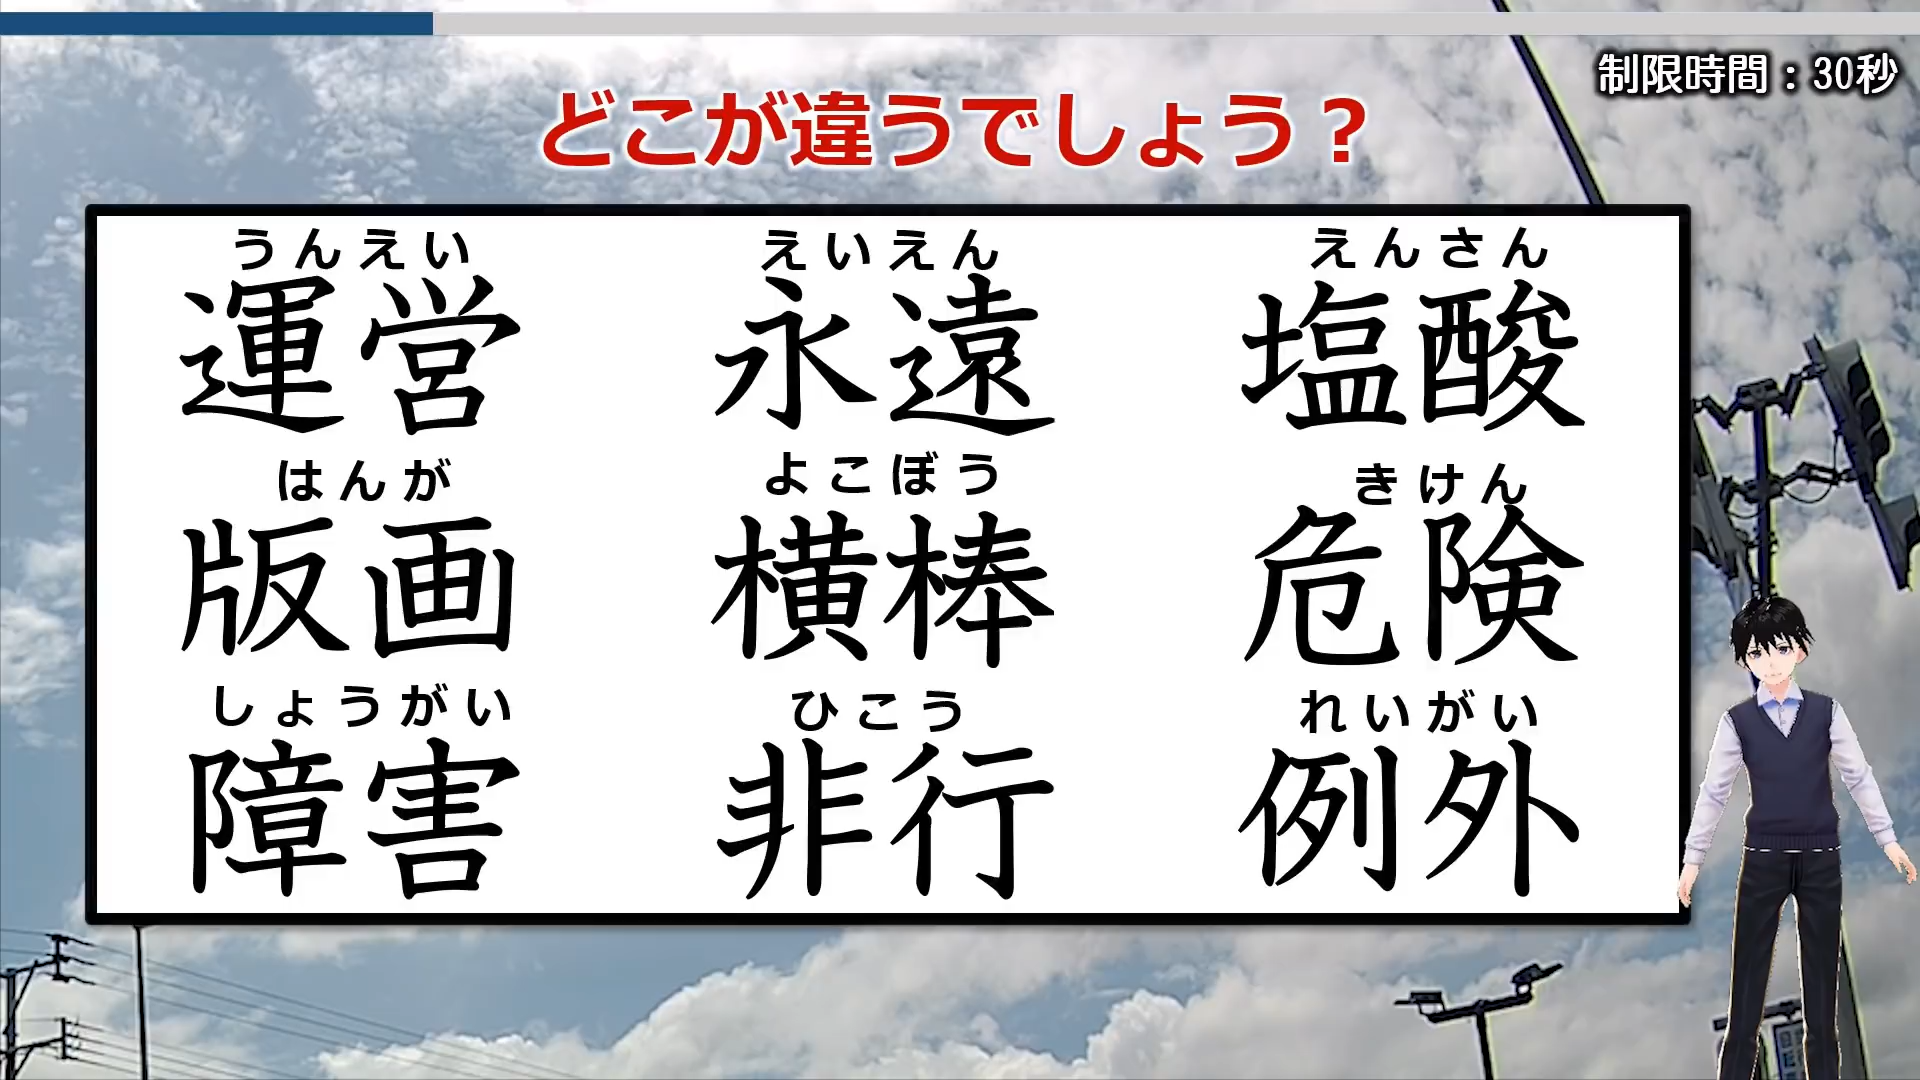 制限時間：30秒
どこが違うでしょう？
うんえい えいえん えんさん
運営 永遠 塩酸
はんが よこぼう きけん
版画 横棒 危険
しょうがい ひこう れいがい
障害 非行 例外